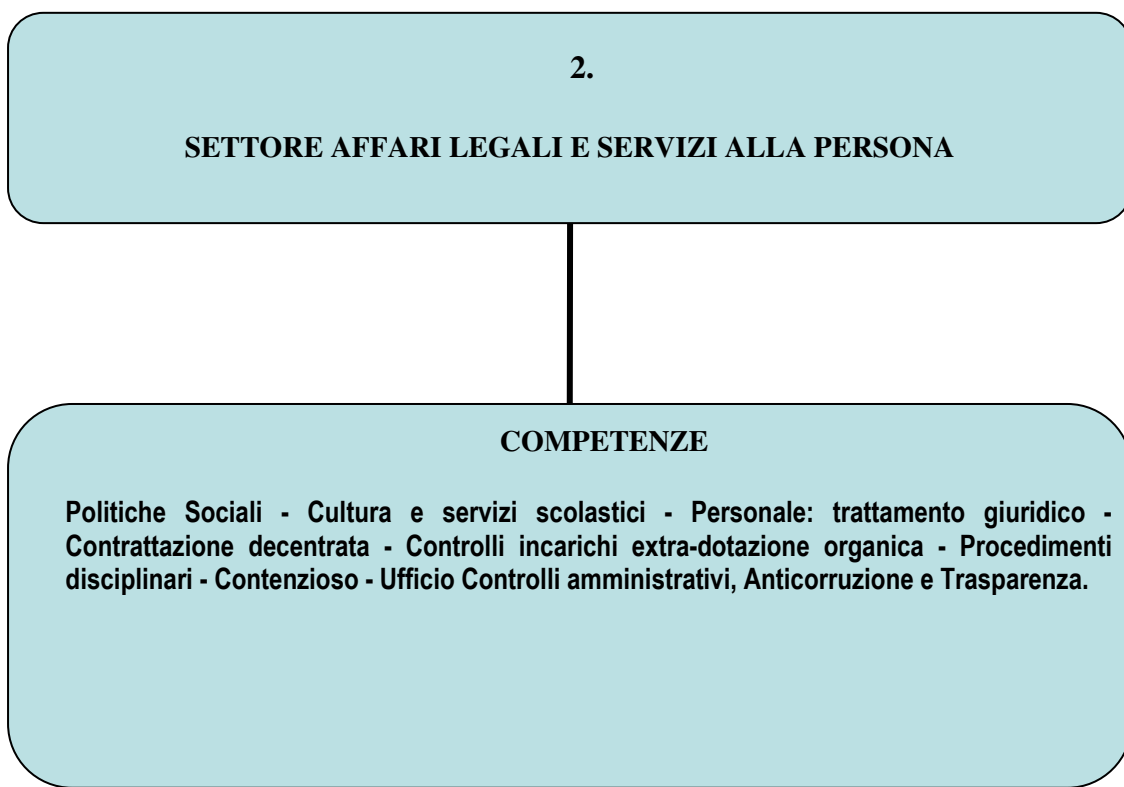 2.
SETTORE AFFARI LEGALI E SERVIZI ALLA PERSONA
COMPETENZE
Politiche Sociali - Cultura e servizi scolastici - Personale: trattamento giuridico -
Contrattazione decentrata - Controlli incarichi extra-dotazione organica - Procedimenti
disciplinari - Contenzioso - Ufficio Controlli amministrativi, Anticorruzione e Trasparenza.